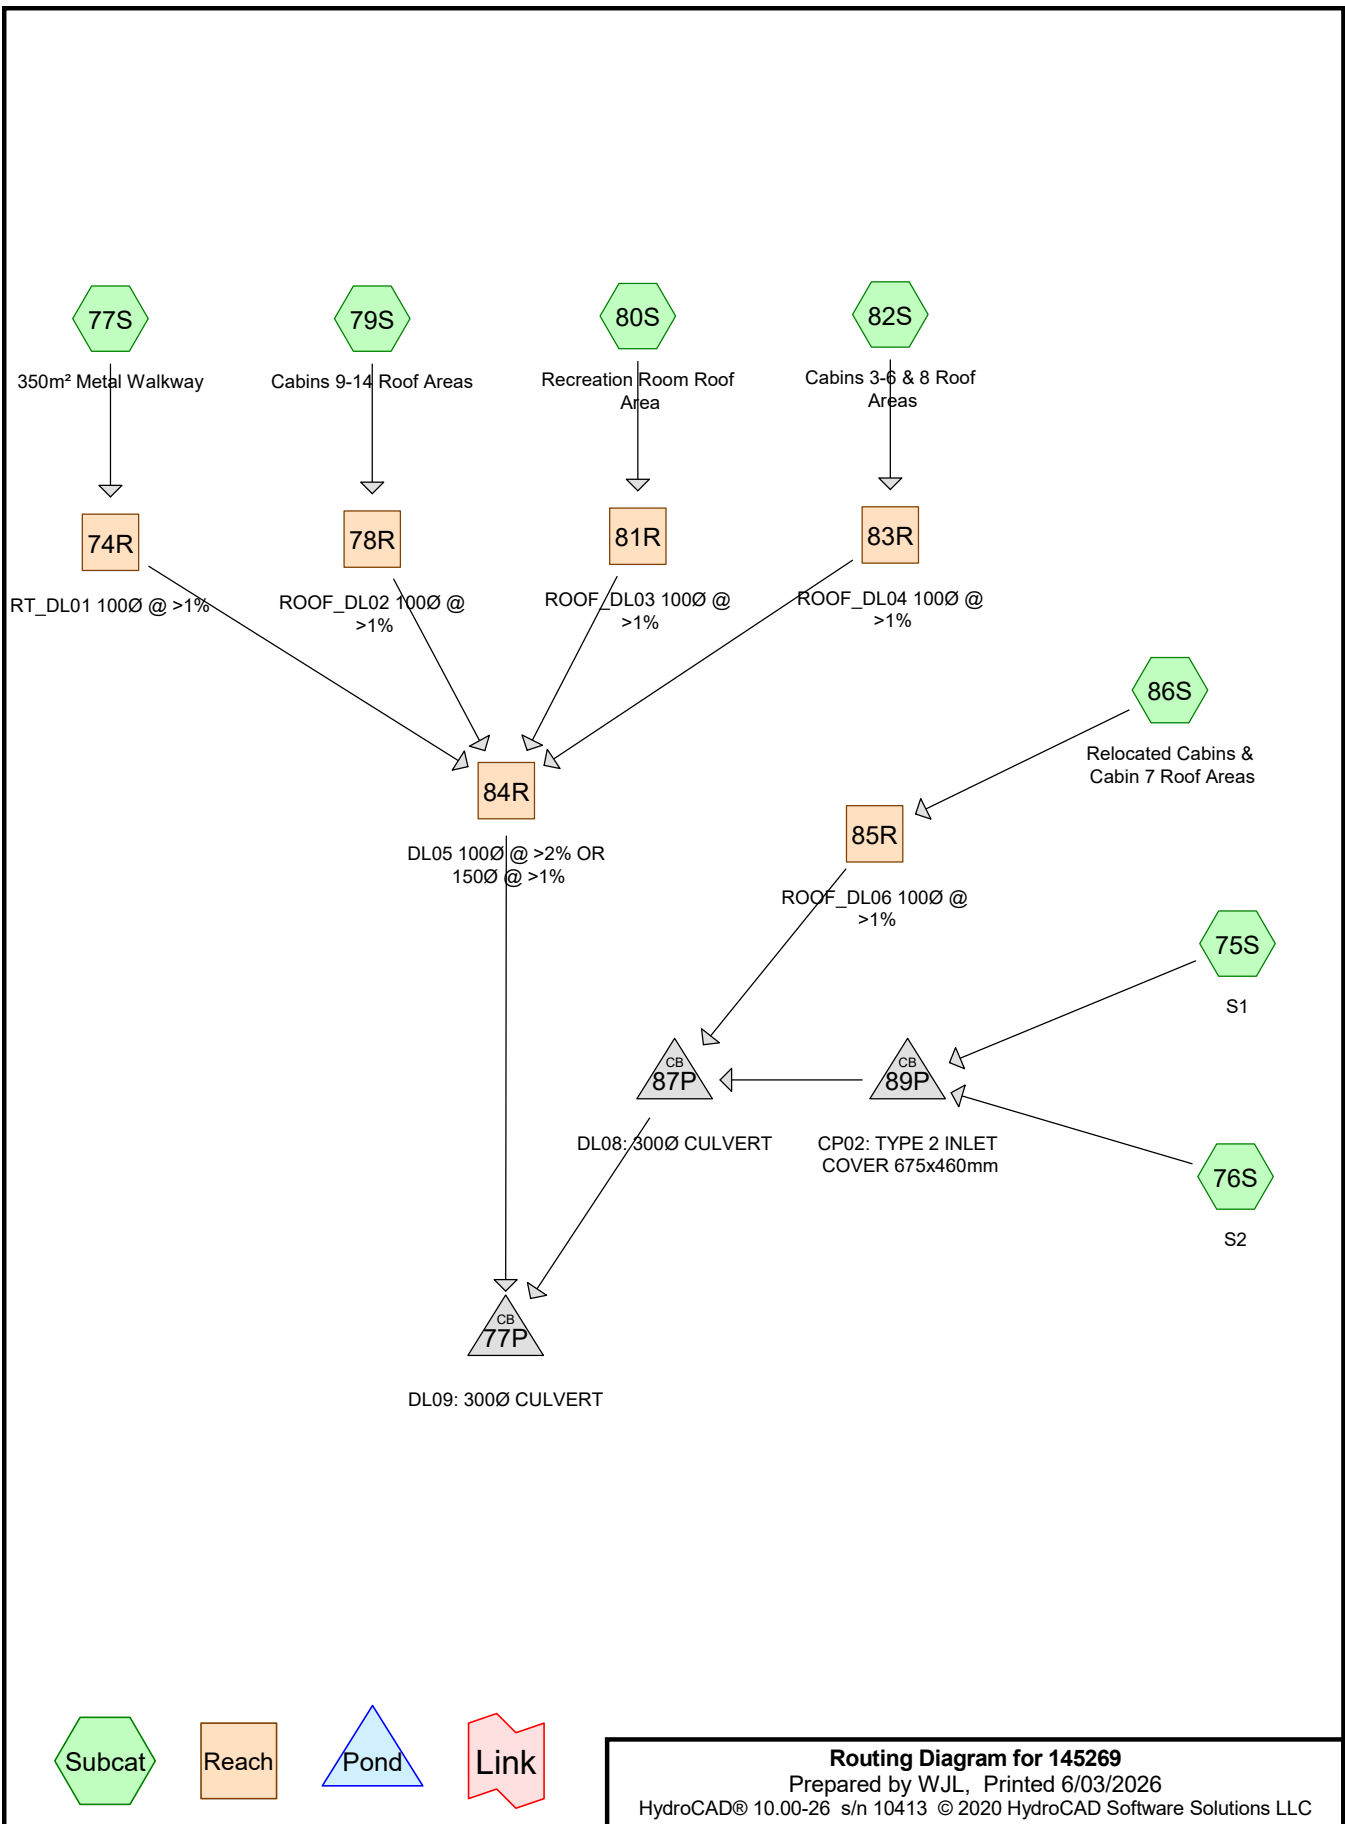 77S
79S
80S
82S
350m² Metal Walkway
Cabins 9-14 Roof Areas
Recreation Room Roof
Area
Cabins 3-6 & 8 Roof
Areas
74R
78R
81R
83R
RT_DL01 100Ø @ >1%
ROOF_DL02 100Ø @
>1%
ROOF_DL03 100Ø @
>1%
ROOF_DL04 100Ø @
>1%
86S
Relocated Cabins &
Cabin 7 Roof Areas
84R
DL05 100Ø @ >2% OR
150Ø @ >1%
85R
ROOF_DL06 100Ø @
>1%
75S
S1
CB
87P
DL08: 300Ø CULVERT
CB
89P
CP02: TYPE 2 INLET
COVER 675x460mm
76S
S2
CB
77P
DL09: 300Ø CULVERT
Subcat
Reach
Pond
Link
Routing Diagram for 145269
Prepared by WJL, Printed 6/03/2026
HydroCAD® 10.00-26 s/n 10413 © 2020 HydroCAD Software Solutions LLC